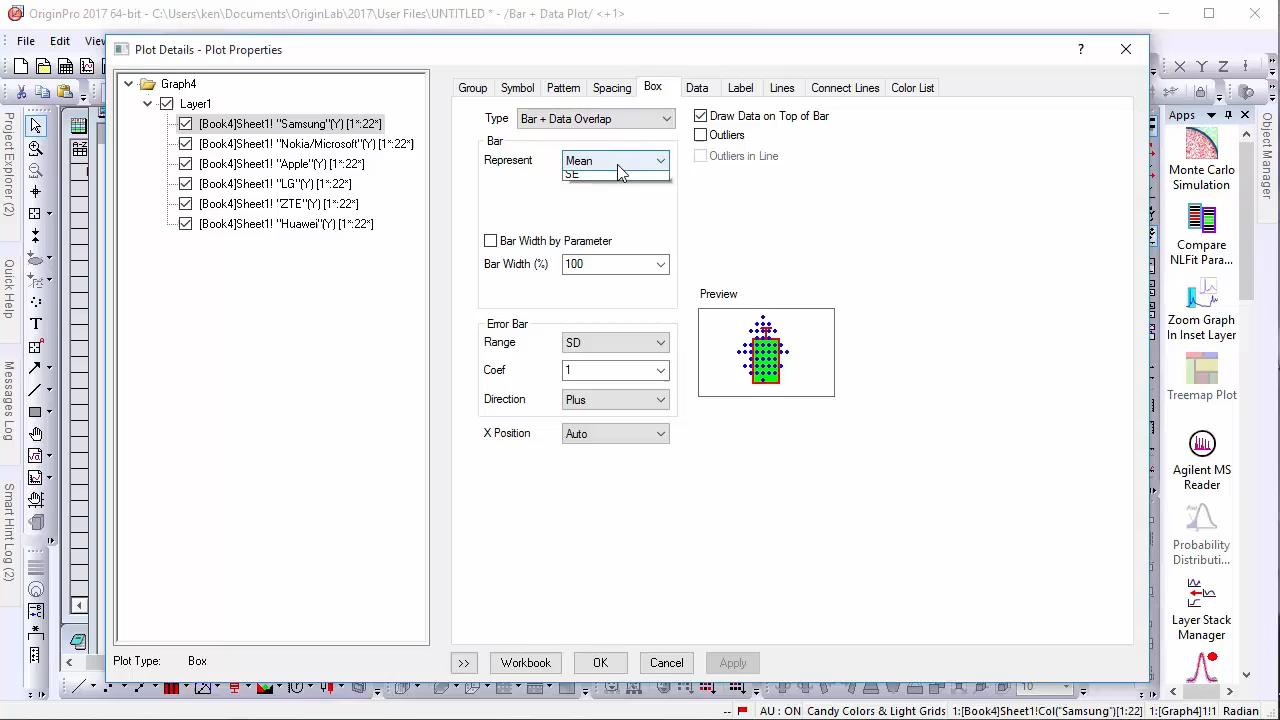 OriginPro 2017 64-bit - C:\Users\ken\Documents\OriginLab\2017\User Files\UNTITLED * - /Bar + Data Plot/ <+1>
File Edit
Plot Details - Plot Properties
?
Graph4
Layer1
[Book4]Sheet1! "Samsung"(Y) [1*:22*]
[Book4]Sheet1! "Nokia/Microsoft"(Y) [1*:22*]
[Book4]Sheet1! "Apple"(Y) [1*:22*]
[Book4]Sheet1! "LG"(Y) [1*:22*]
[Book4]Sheet1! "ZTE"(Y) [1*:22*]
[Book4]Sheet1! "Huawei"(Y) [1*:22*]
Group Symbol Pattern Spacing Box Data Label Lines Connect Lines Color List
Type Bar + Data Overlap
Draw Data on Top of Bar
Bar
Outliers
Represent Mean
Outliers in Line
SE
Bar Width by Parameter
Bar Width (%) 100
Preview
Error Bar
Range SD
Coef 1
Direction Plus
X Position Auto
Plot Type: Box
>> Workbook OK Cancel Apply
Project Explorer (2)
Quick Help
Messages Log
Smart Hint Log (2)
X Y Z
Apps
Monte Carlo
Simulation
Compare
NLFit Para...
Zoom Graph
In Inset Layer
Treemap Plot
Agilent MS
Reader
Probability
Distributi...
Layer Stack
Manager
Object Manager
T
10
-- AU : ON Candy Colors & Light Grids 1:[Book4]Sheet1!Col("Samsung")[1:22] 1:[Graph4]1!1 Radian